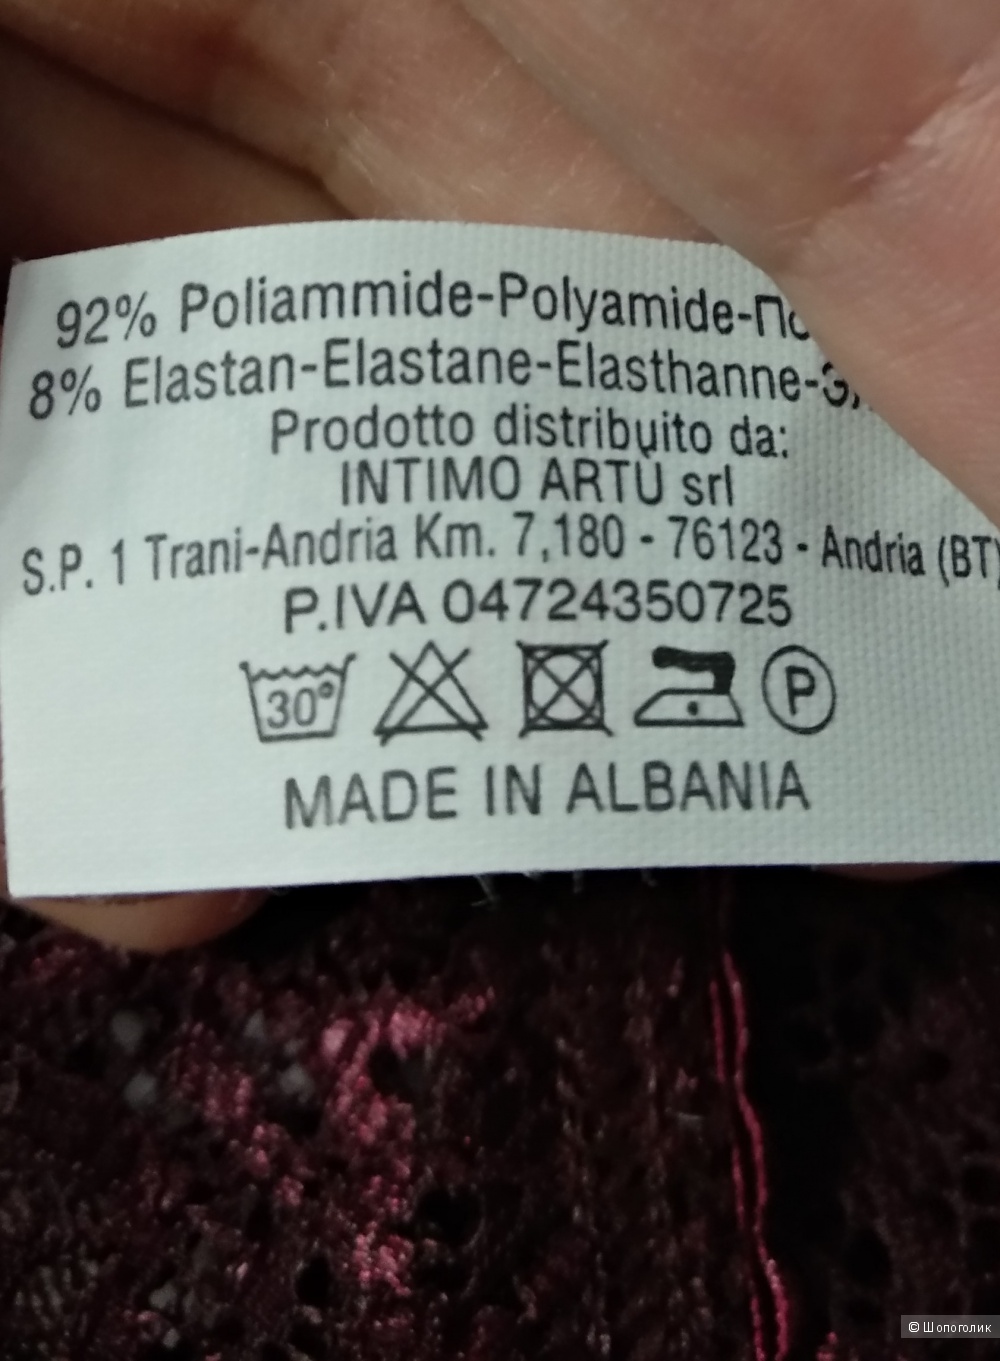 92% Poliammide-Polyamide-По
8% Elastan-Elastane-Elasthanne-Э
Prodotto distribuito da:
INTIMO ARTÙ srl
S.P. 1 Trani-Andria Km. 7,180 - 76123 - Andria (BT)
P.IVA 04724350725
30°
P
MADE IN ALBANIA
© Шопоголик